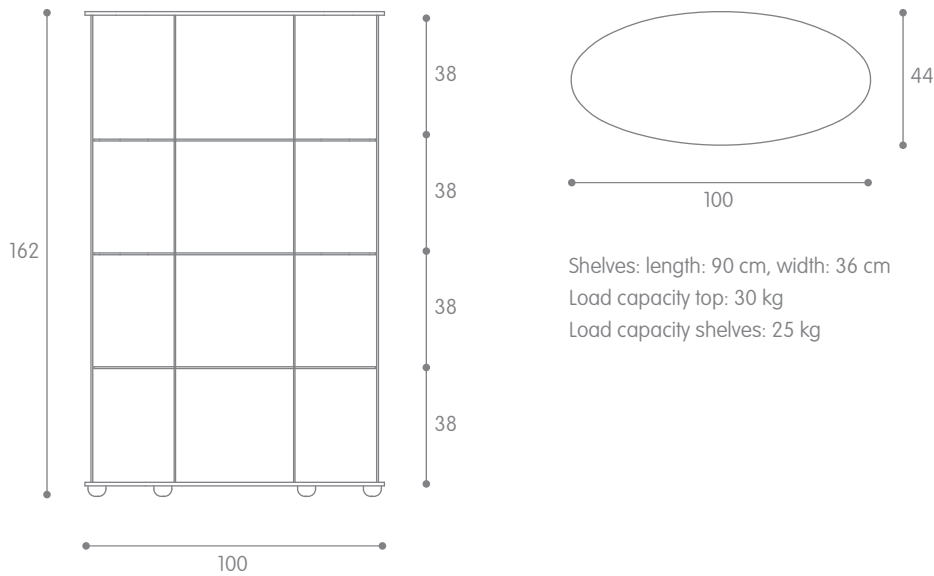 162
38
38
38
38
100
44
100
Shelves: length: 90 cm, width: 36 cm
Load capacity top: 30 kg
Load capacity shelves: 25 kg